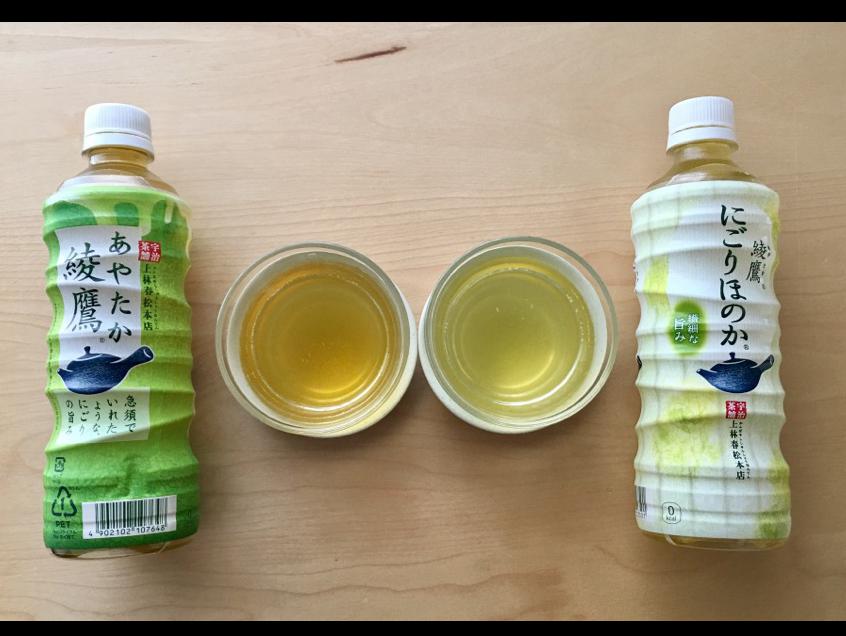 あやたか
綾鷹®
宇治
茶舗
上林春松本店
急須で
いれた
ような、
にごり
の旨み
PET
4 902102 107648
綾鷹
にごりほのか®
繊細な
旨み
宇治
茶舗
上林春松本店
0
kcal